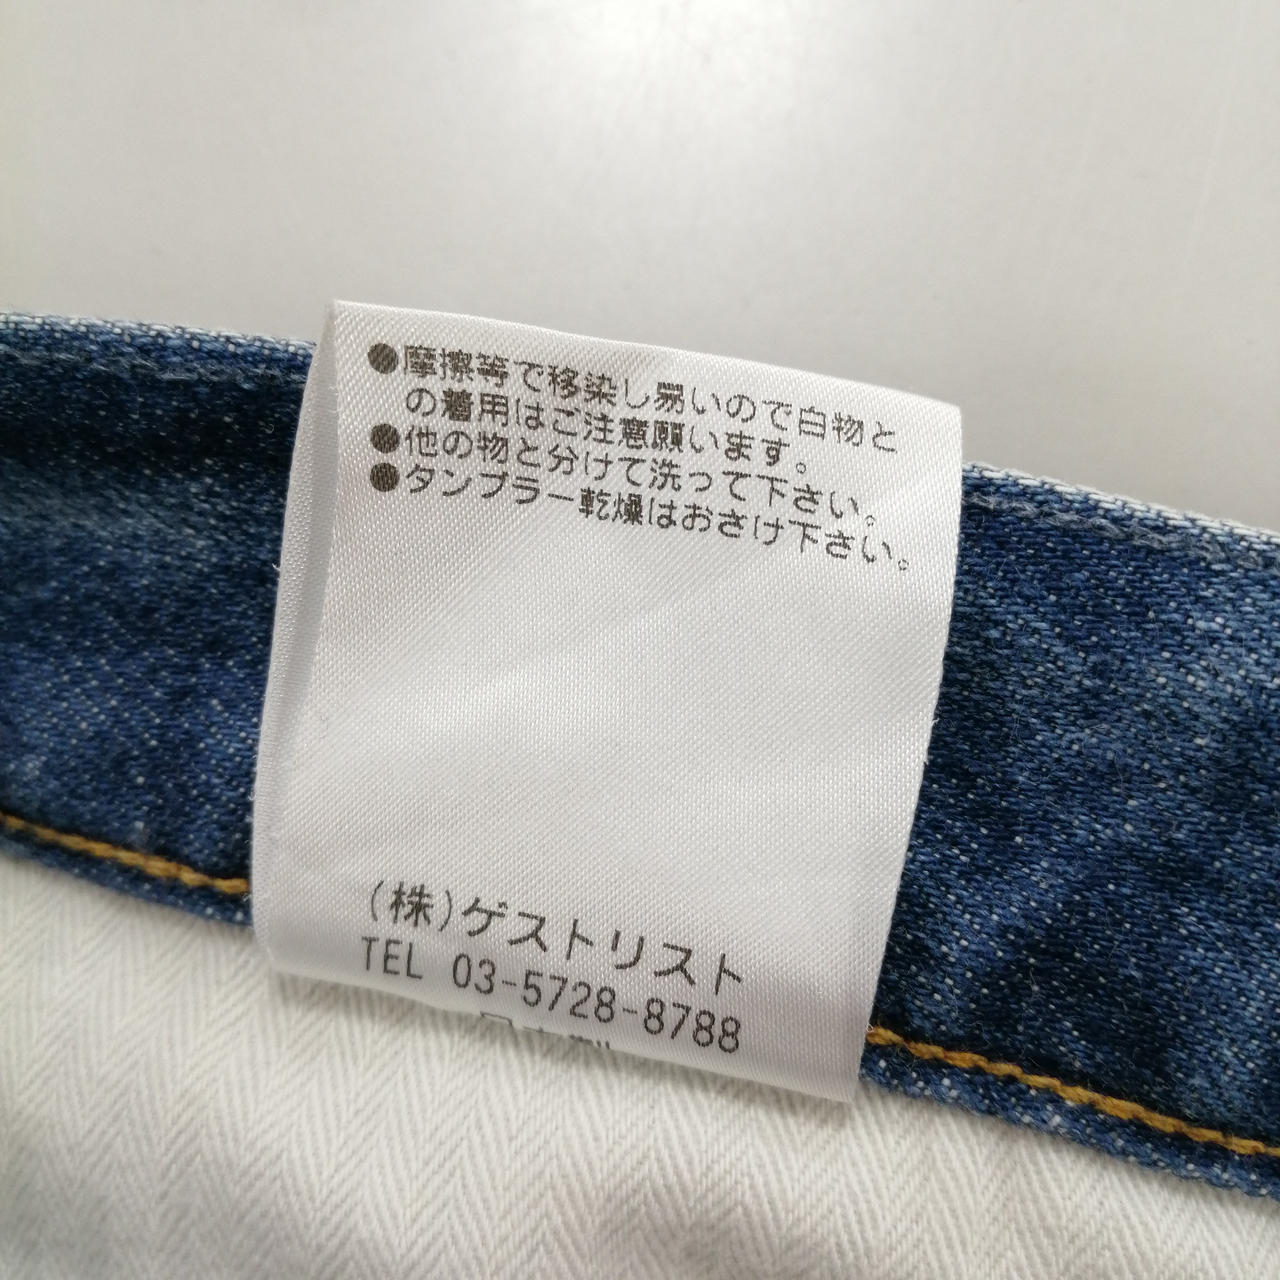 ●摩擦等で移染し易いので白物と
の着用はご注意願います。
●他の物と分けて洗って下さい。
●タンブラー乾燥はおさけ下さい。
(株)ゲストリスト
TEL 03-5728-8788